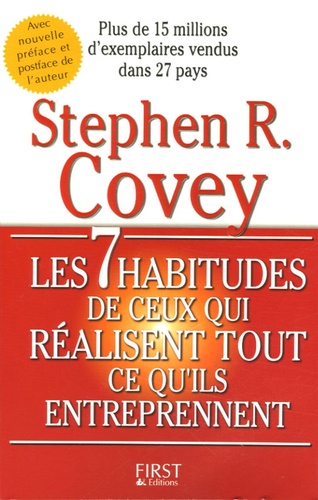 Avec
nouvelle
préface et
postface de
l'auteur
Plus de 15 millions
d'exemplaires vendus
dans 27 pays
Stephen R.
Covey
LES 7 HABITUDES
DE CEUX QUI
RÉALISENT TOUT
CE QU'ILS
ENTREPRENNENT
FIRST
& Editions